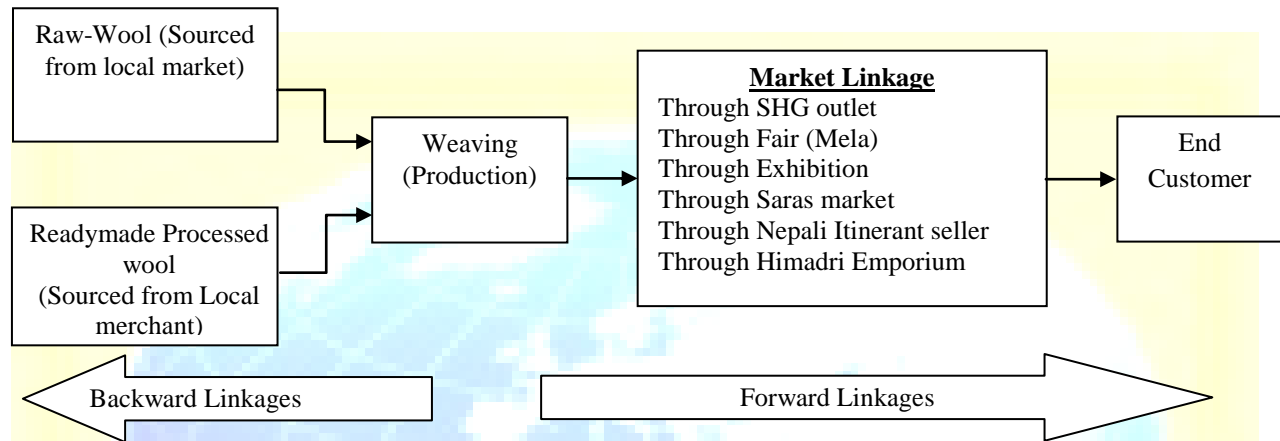 Raw-Wool (Sourced
from local market)
Readymade Processed
wool
(Sourced from Local
merchant)
Weaving
(Production)
Market Linkage
Through SHG outlet
Through Fair (Mela)
Through Exhibition
Through Saras market
Through Nepali Itinerant seller
Through Himadri Emporium
End
Customer
Backward Linkages
Forward Linkages